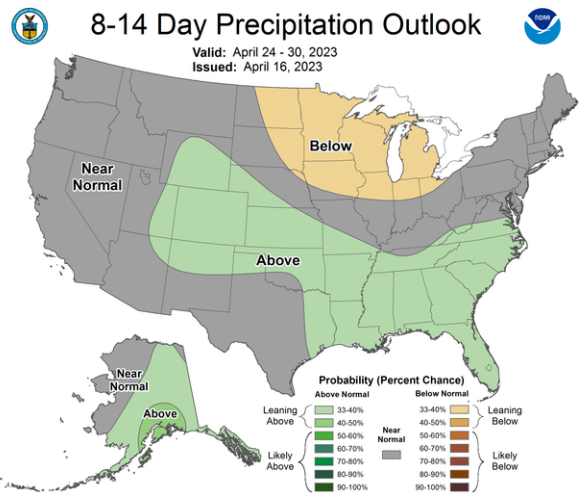 8-14 Day Precipitation Outlook
Valid: April 24 - 30, 2023
Issued: April 16, 2023
NOAA
Below
Near
Normal
Above
Near
Normal
Above
Probability (Percent Chance)
Above Normal
Below Normal
Leaning
Above
33-40%
40-50%
50-60%
60-70%
70-80%
80-90%
90-100%
Likely
Above
Near
Normal
33-40%
40-50%
50-60%
60-70%
70-80%
80-90%
90-100%
Leaning
Below
Likely
Below